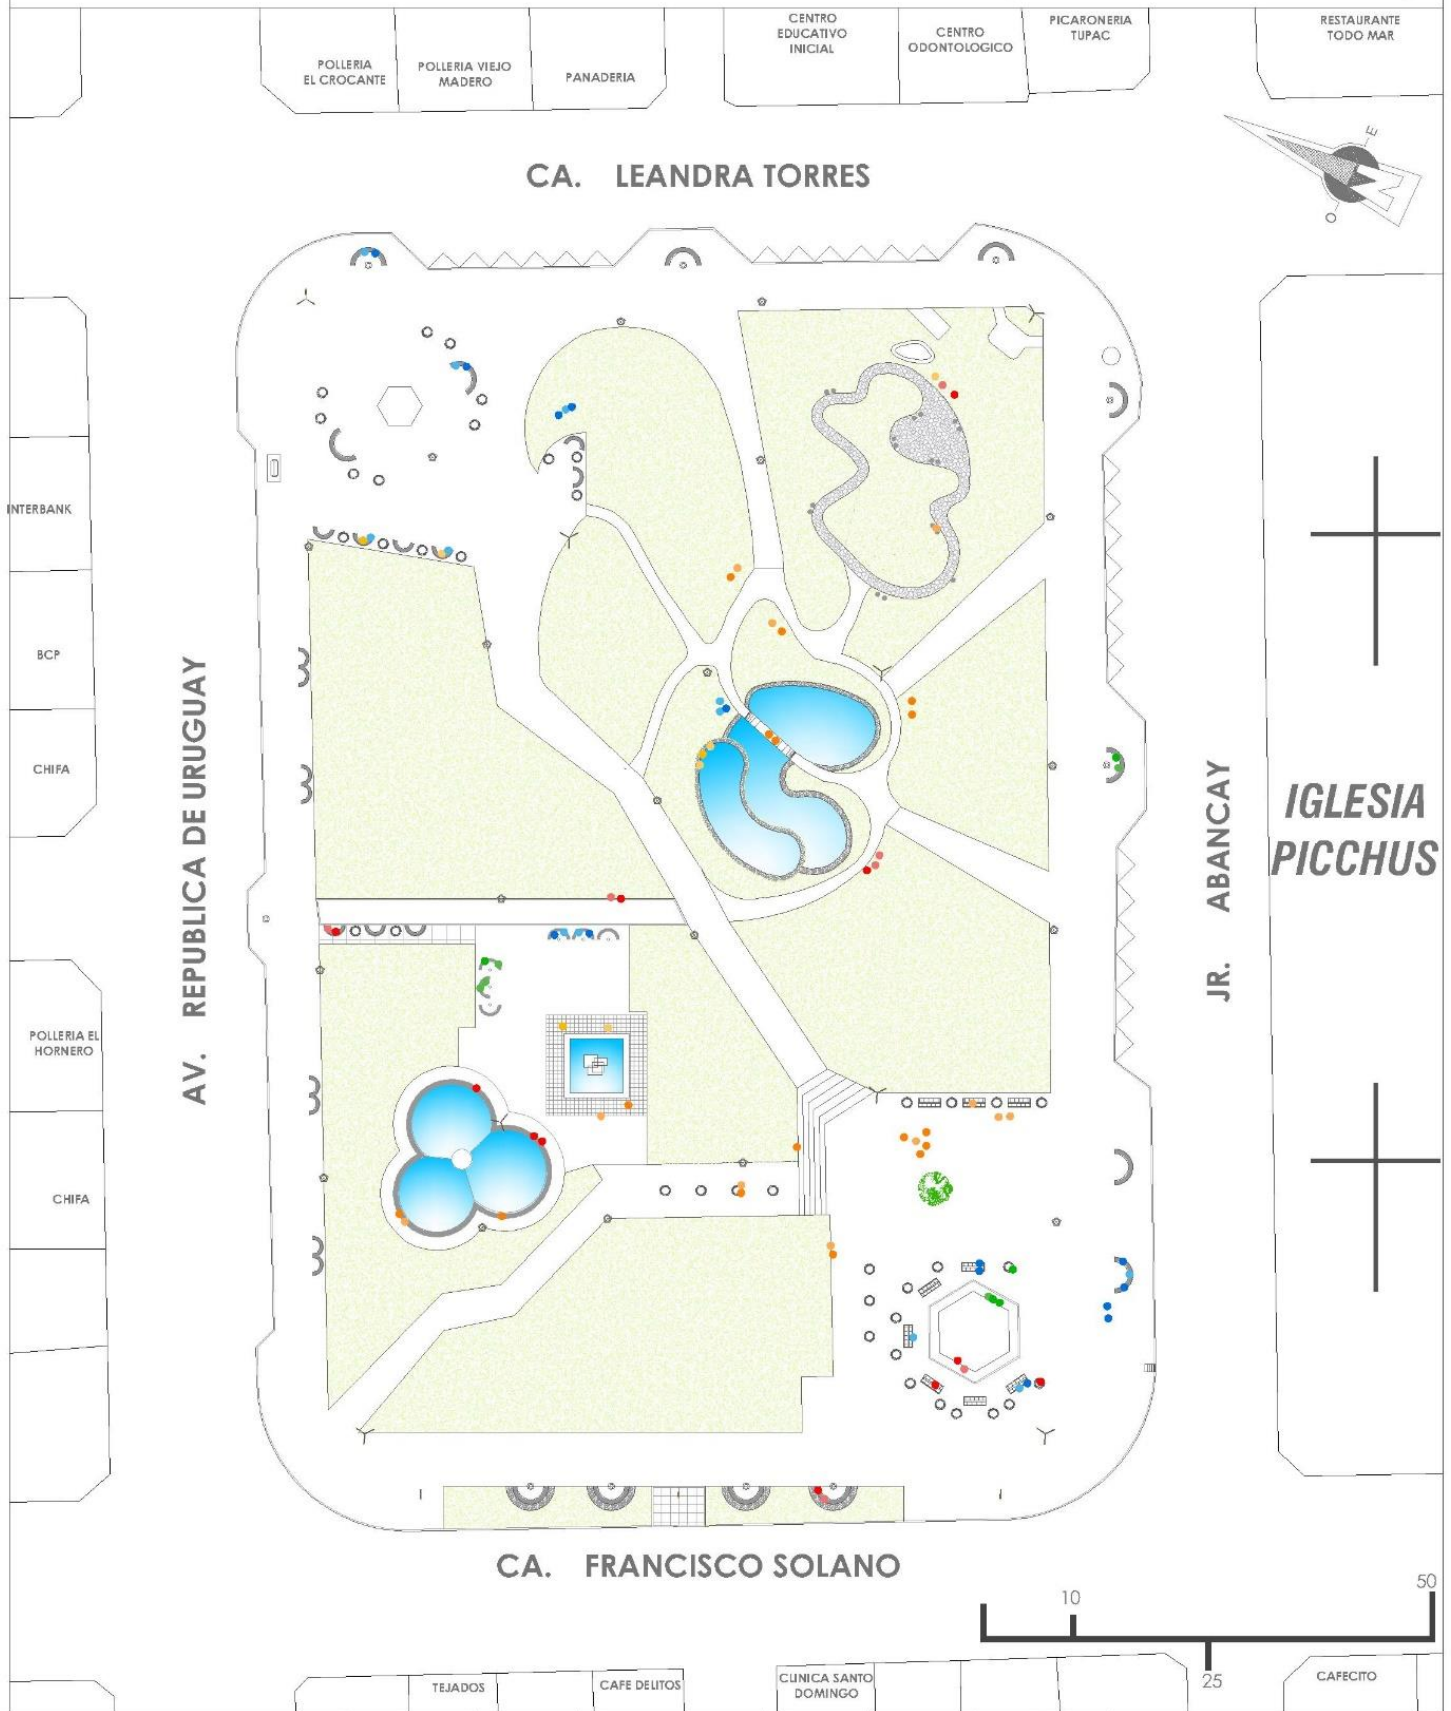 CENTRO
EDUCATIVO
INICIAL
CENTRO
ODONTOLOGICO
PICARONERIA
TUPAC
RESTAURANTE
TODO MAR
POLLERIA
EL CROCANTE
POLLERIA VIEJO
MADERO
PANADERIA
E
O
CA. LEANDRA TORRES
INTERBANK
BCP
CHIFA
AV. REPUBLICA DE URUGUAY
JR. ABANCAY
IGLESIA
PICCHUS
POLLERIA EL
HORNERO
CHIFA
CA. FRANCISCO SOLANO
10
50
25
TEJADOS
CAFE DELITOS
CLINICA SANTO
DOMINGO
CAFECITO